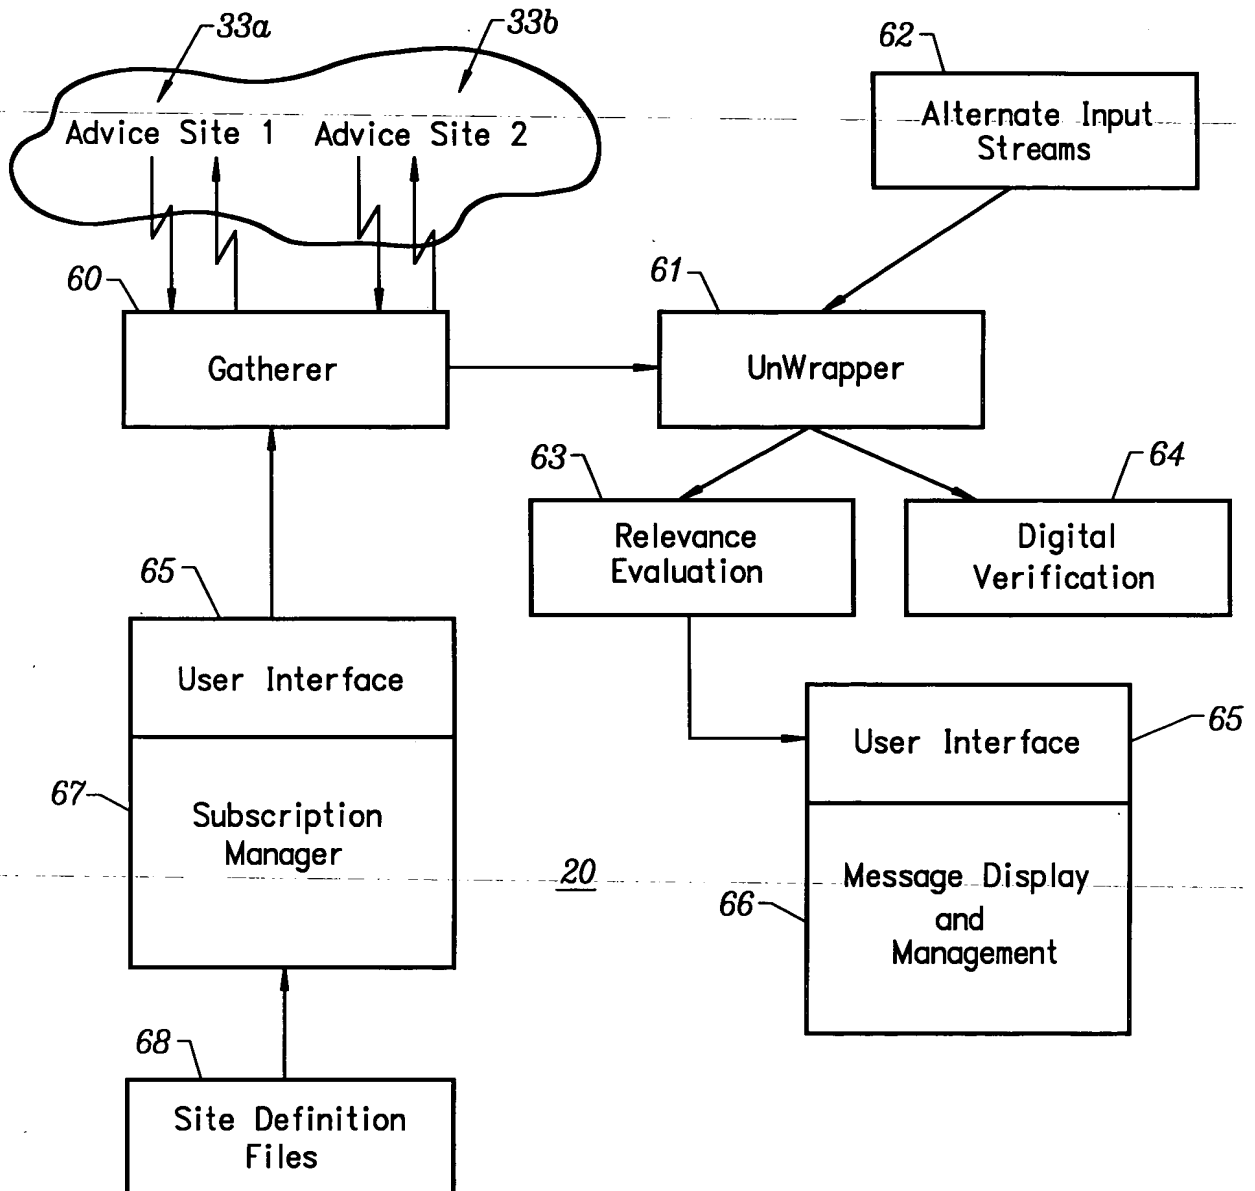 33a
33b
62
Advice Site 1
Advice Site 2
Alternate Input
Streams
60
61
Gatherer
UnWrapper
63
64
Relevance
Evaluation
Digital
Verification
65
User Interface
65
User Interface
67
Subscription
Manager
20
66
Message Display
and
Management
68
Site Definition
Files